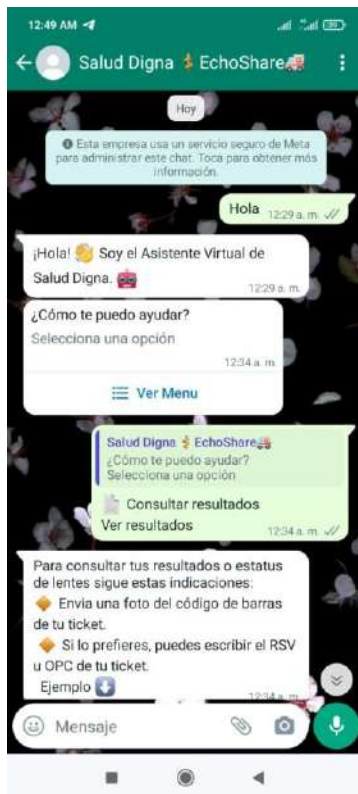 12:49 AM
Salud Digna EchoShare
Hoy
Esta empresa usa un servicio seguro de Meta
para administrar este chat. Toca para obtener más
información.
Hola 12:29 a. m.
¡Hola! 👋 Soy el Asistente Virtual de
Salud Digna. 🤖
12:29 a. m.
¿Cómo te puedo ayudar?
Selecciona una opción
12:34 a. m.
Ver Menu
Salud Digna EchoShare
¿Cómo te puedo ayudar?
Selecciona una opción
Consultar resultados
Ver resultados
12:34 a. m.
Para consultar tus resultados o estatus
de lentes sigue estas indicaciones:
🔸 Envia una foto del código de barras
de tu ticket.
🔸 Si lo prefieres, puedes escribir el RSV
u OPC de tu ticket.
Ejemplo ⬇️
12:34 a. m.
Mensaje